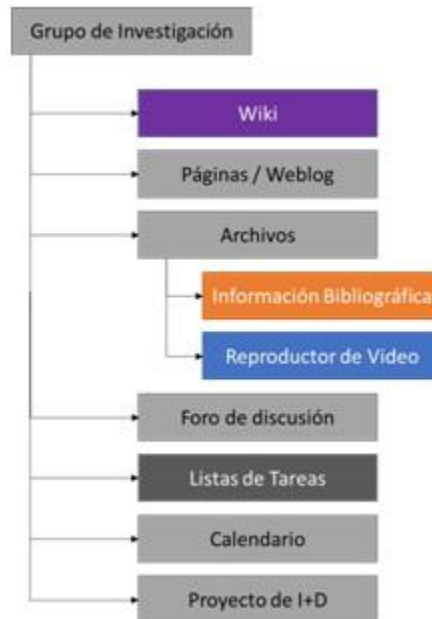 Grupo de Investigación
Wiki
Páginas / Weblog
Archivos
Información Bibliográfica
Reproductor de Video
Foro de discusión
Listas de Tareas
Calendario
Proyecto de I+D